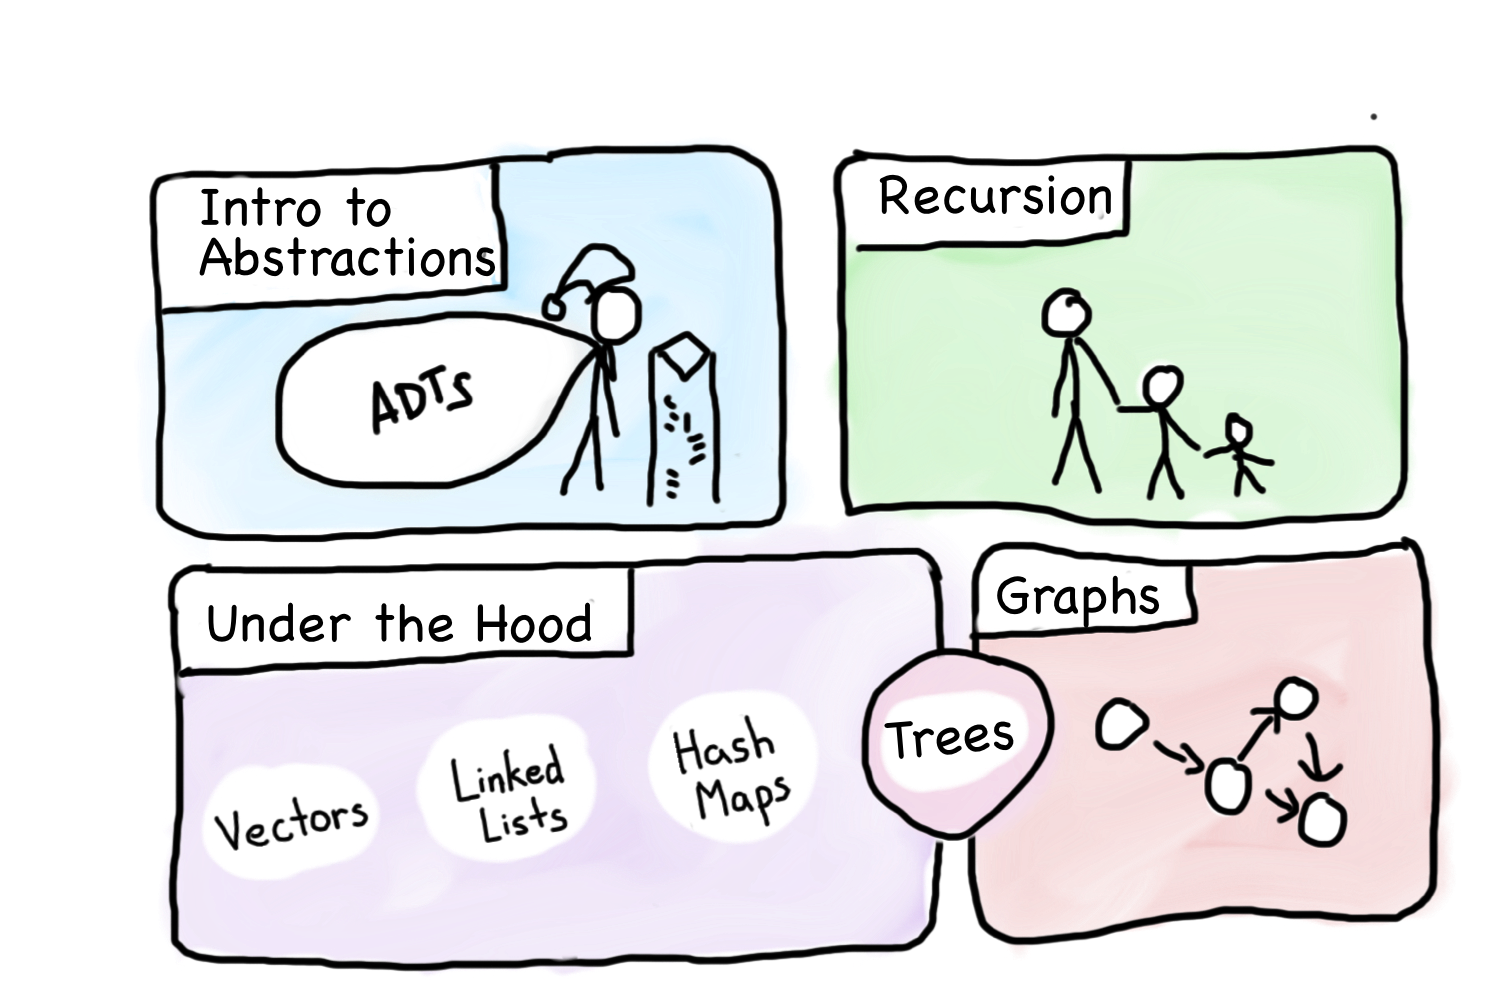 Intro to
Abstractions
ADTs
Recursion
Under the Hood
Vectors
Linked
Lists
Hash
Maps
Trees
Graphs